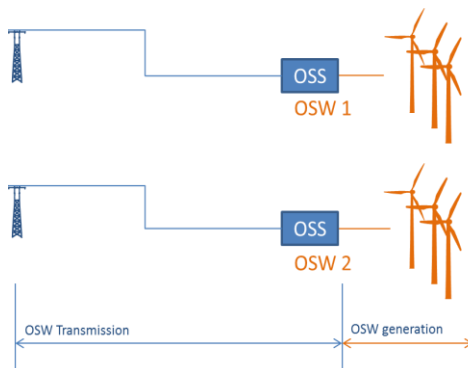 OSS
OSW 1
OSS
OSW 2
OSW Transmission
OSW generation